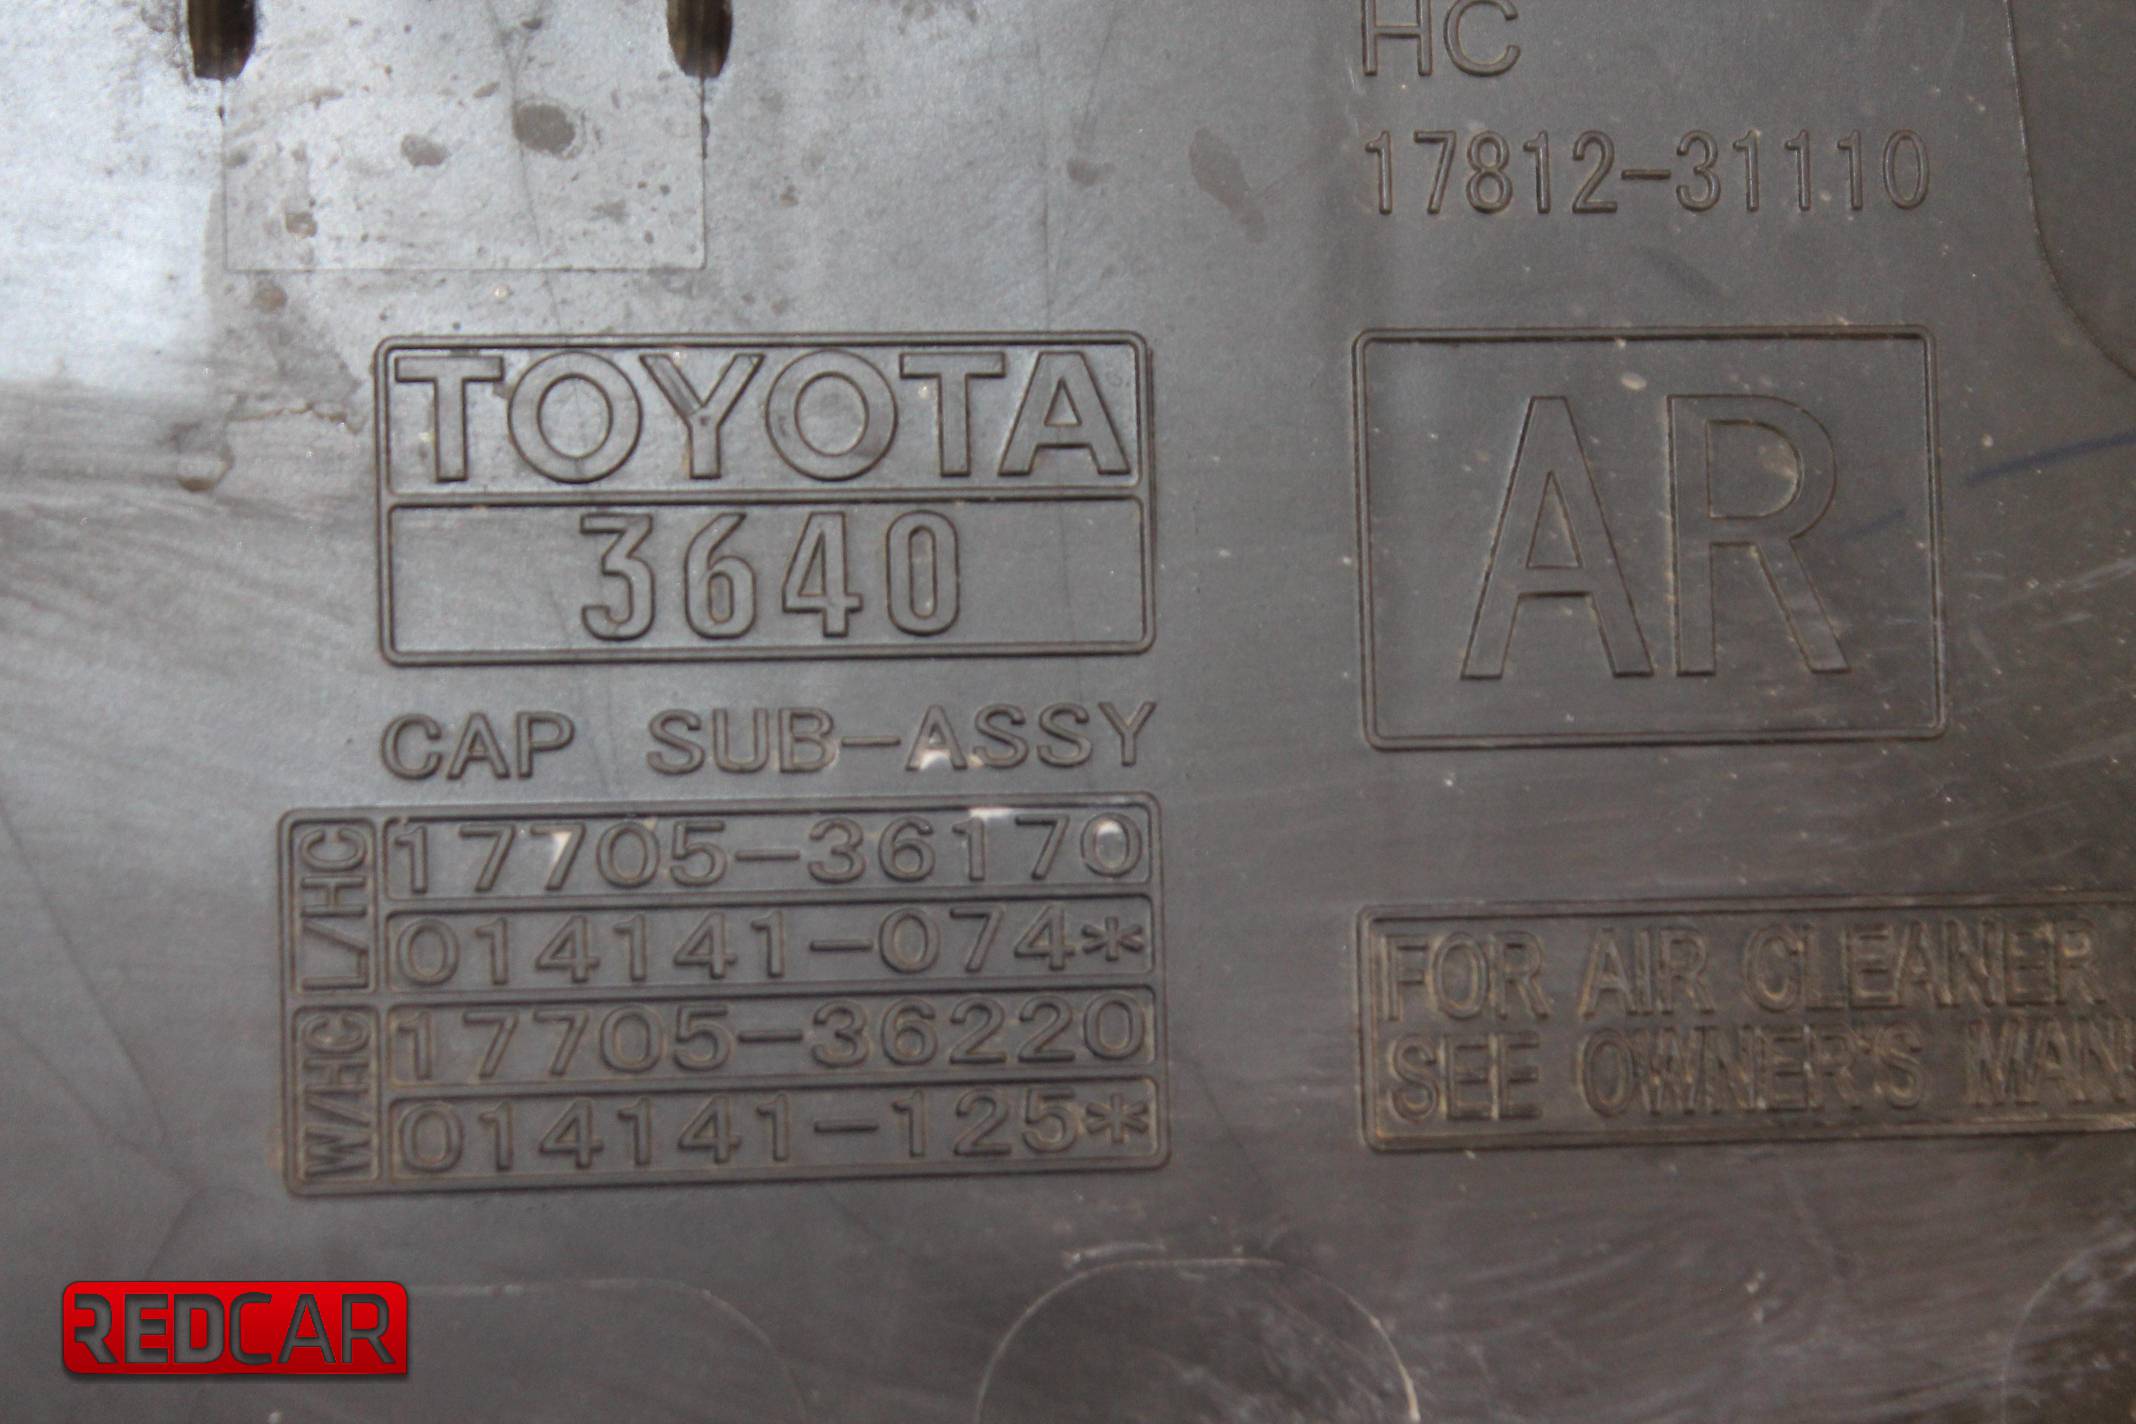 HC
17812-31110
TOYOTA
3640
AR
CAP SUB-ASSY
L/HC
17705-36170
014141-074*
W/HC
17705-36220
014141-125*
FOR AIR CLEANER
SEE OWNER'S MAN
REDCAR